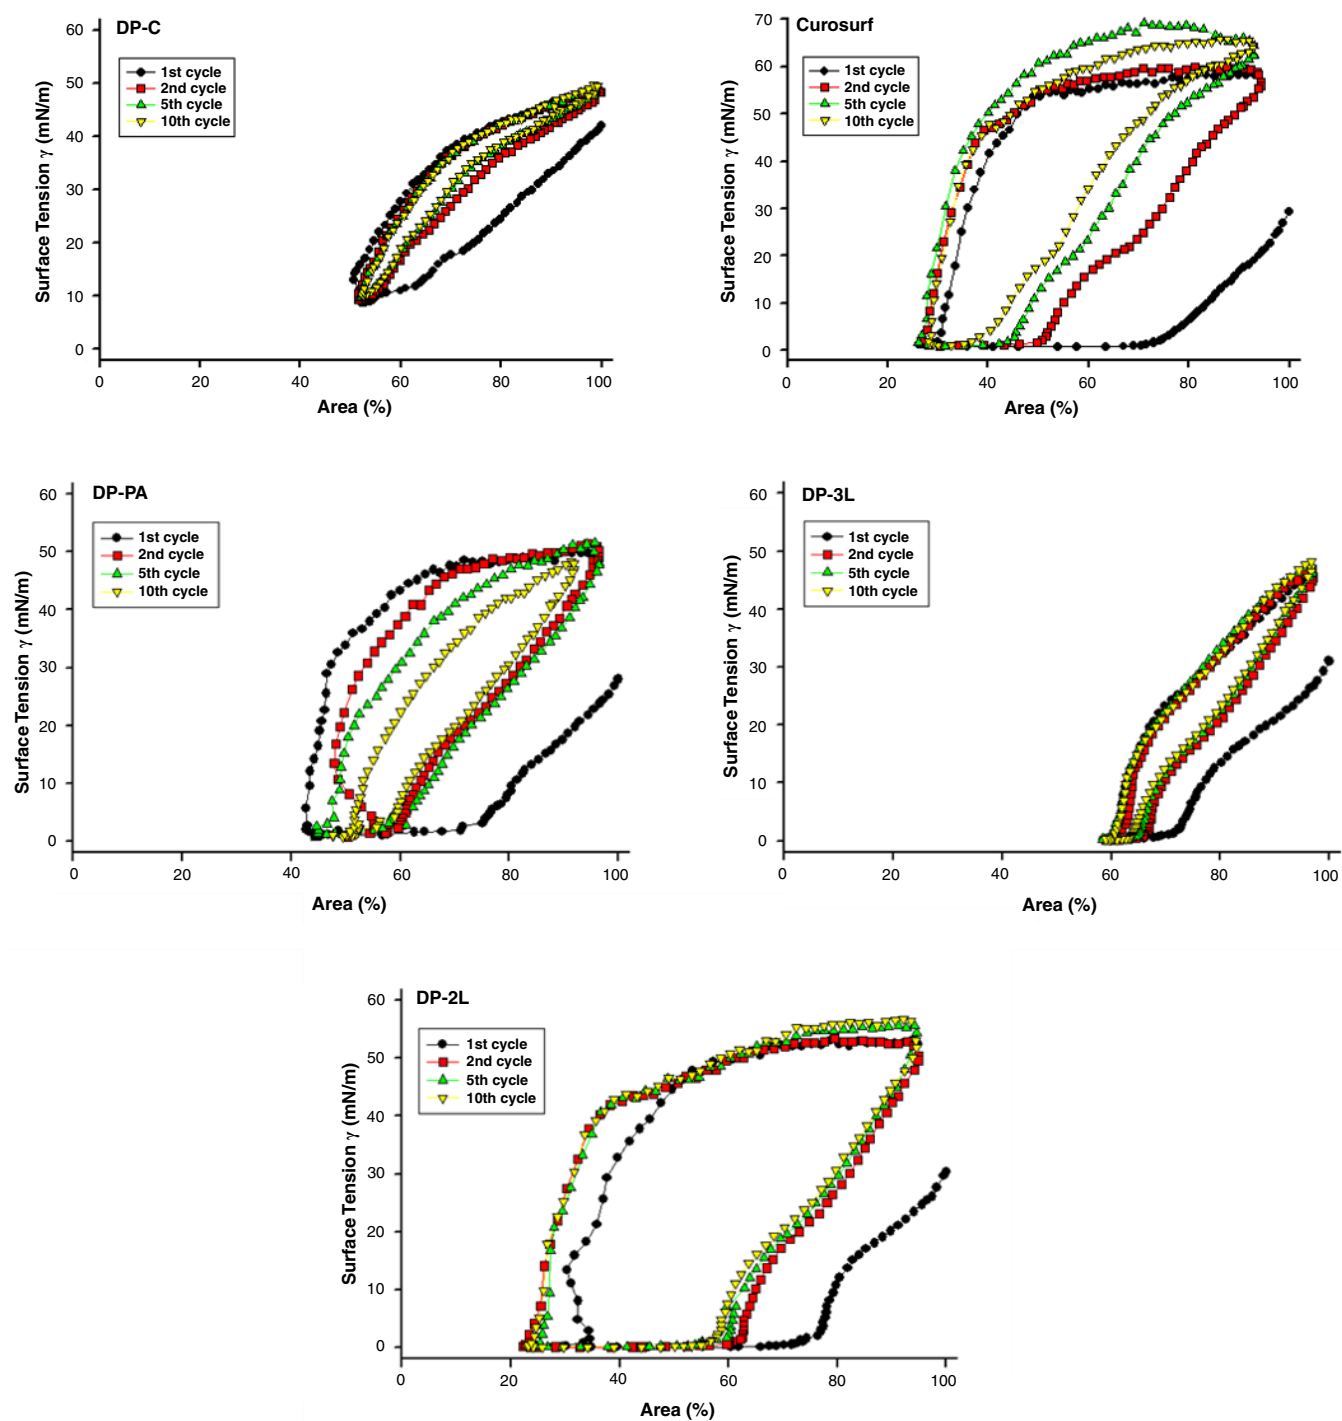 DP-C
1st cycle
2nd cycle
5th cycle
10th cycle
Surface Tension γ (mN/m)
60
50
40
30
20
10
0
0 20 40 60 80 100
Area (%)
Curosurf
1st cycle
2nd cycle
5th cycle
10th cycle
Surface Tension γ (mN/m)
70
60
50
40
30
20
10
0
0 20 40 60 80 100
Area (%)
DP-PA
1st cycle
2nd cycle
5th cycle
10th cycle
Surface Tension γ (mN/m)
60
50
40
30
20
10
0
0 20 40 60 80 100
Area (%)
DP-3L
1st cycle
2nd cycle
5th cycle
10th cycle
Surface Tension γ (mN/m)
60
50
40
30
20
10
0
0 20 40 60 80 100
Area (%)
DP-2L
1st cycle
2nd cycle
5th cycle
10th cycle
Surface Tension γ (mN/m)
60
50
40
30
20
10
0
0 20 40 60 80 100
Area (%)